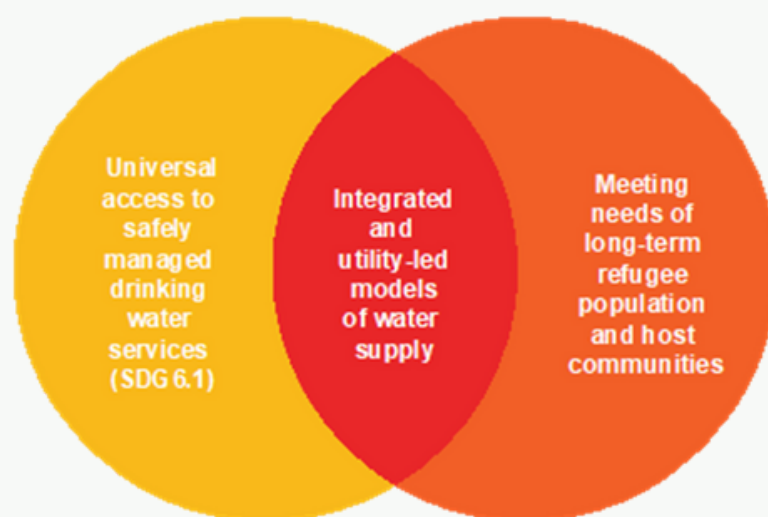 Universal
access to
safely
managed
drinking
water
services
(SDG 6.1)
Integrated
and
utility-led
models
of water
supply
Meeting
needs of
long-term
refugee
population
and host
communities